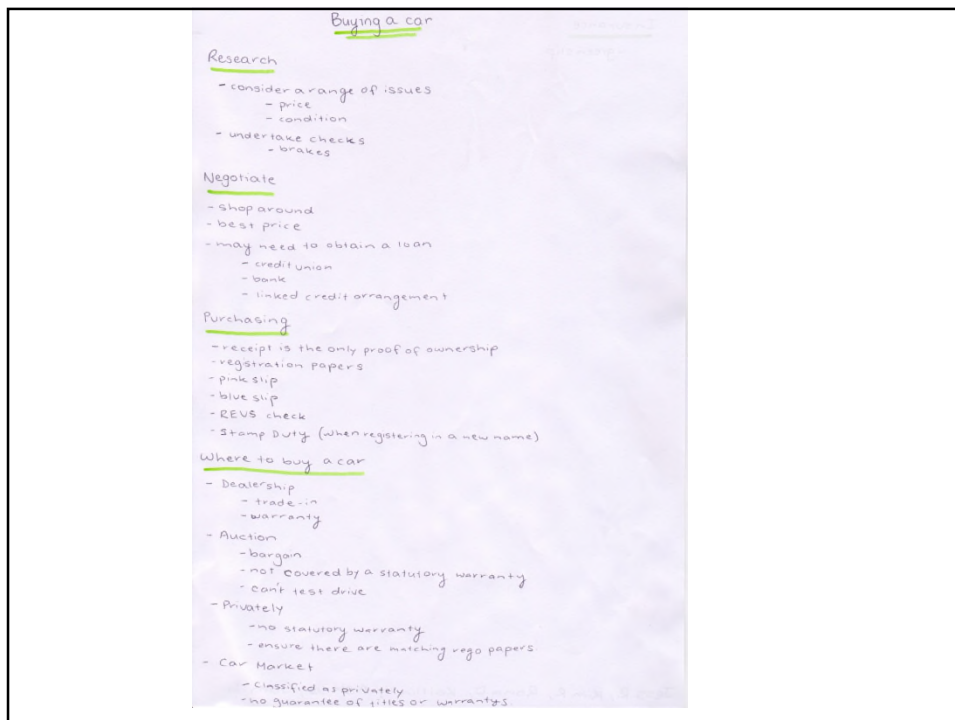 Buying a car
Research
- consider a range of issues
- price
- condition
- undertake checks
- brakes
Negotiate
- shop around
- best price
- may need to obtain a loan
- credit union
- bank
- linked credit arrangement
Purchasing
- receipt is the only proof of ownership
- registration papers
- pink slip
- blue slip
- REVS check
- Stamp Duty (when registering in a new name)
Where to buy a car
- Dealership
- trade-in
- warranty
- Auction
- bargain
- not covered by a statutory warranty
- can't test drive
- Privately
- no statutory warranty
- ensure there are matching rego papers
- Car Market
- classified as privately
- no guarantee of titles or warrantys